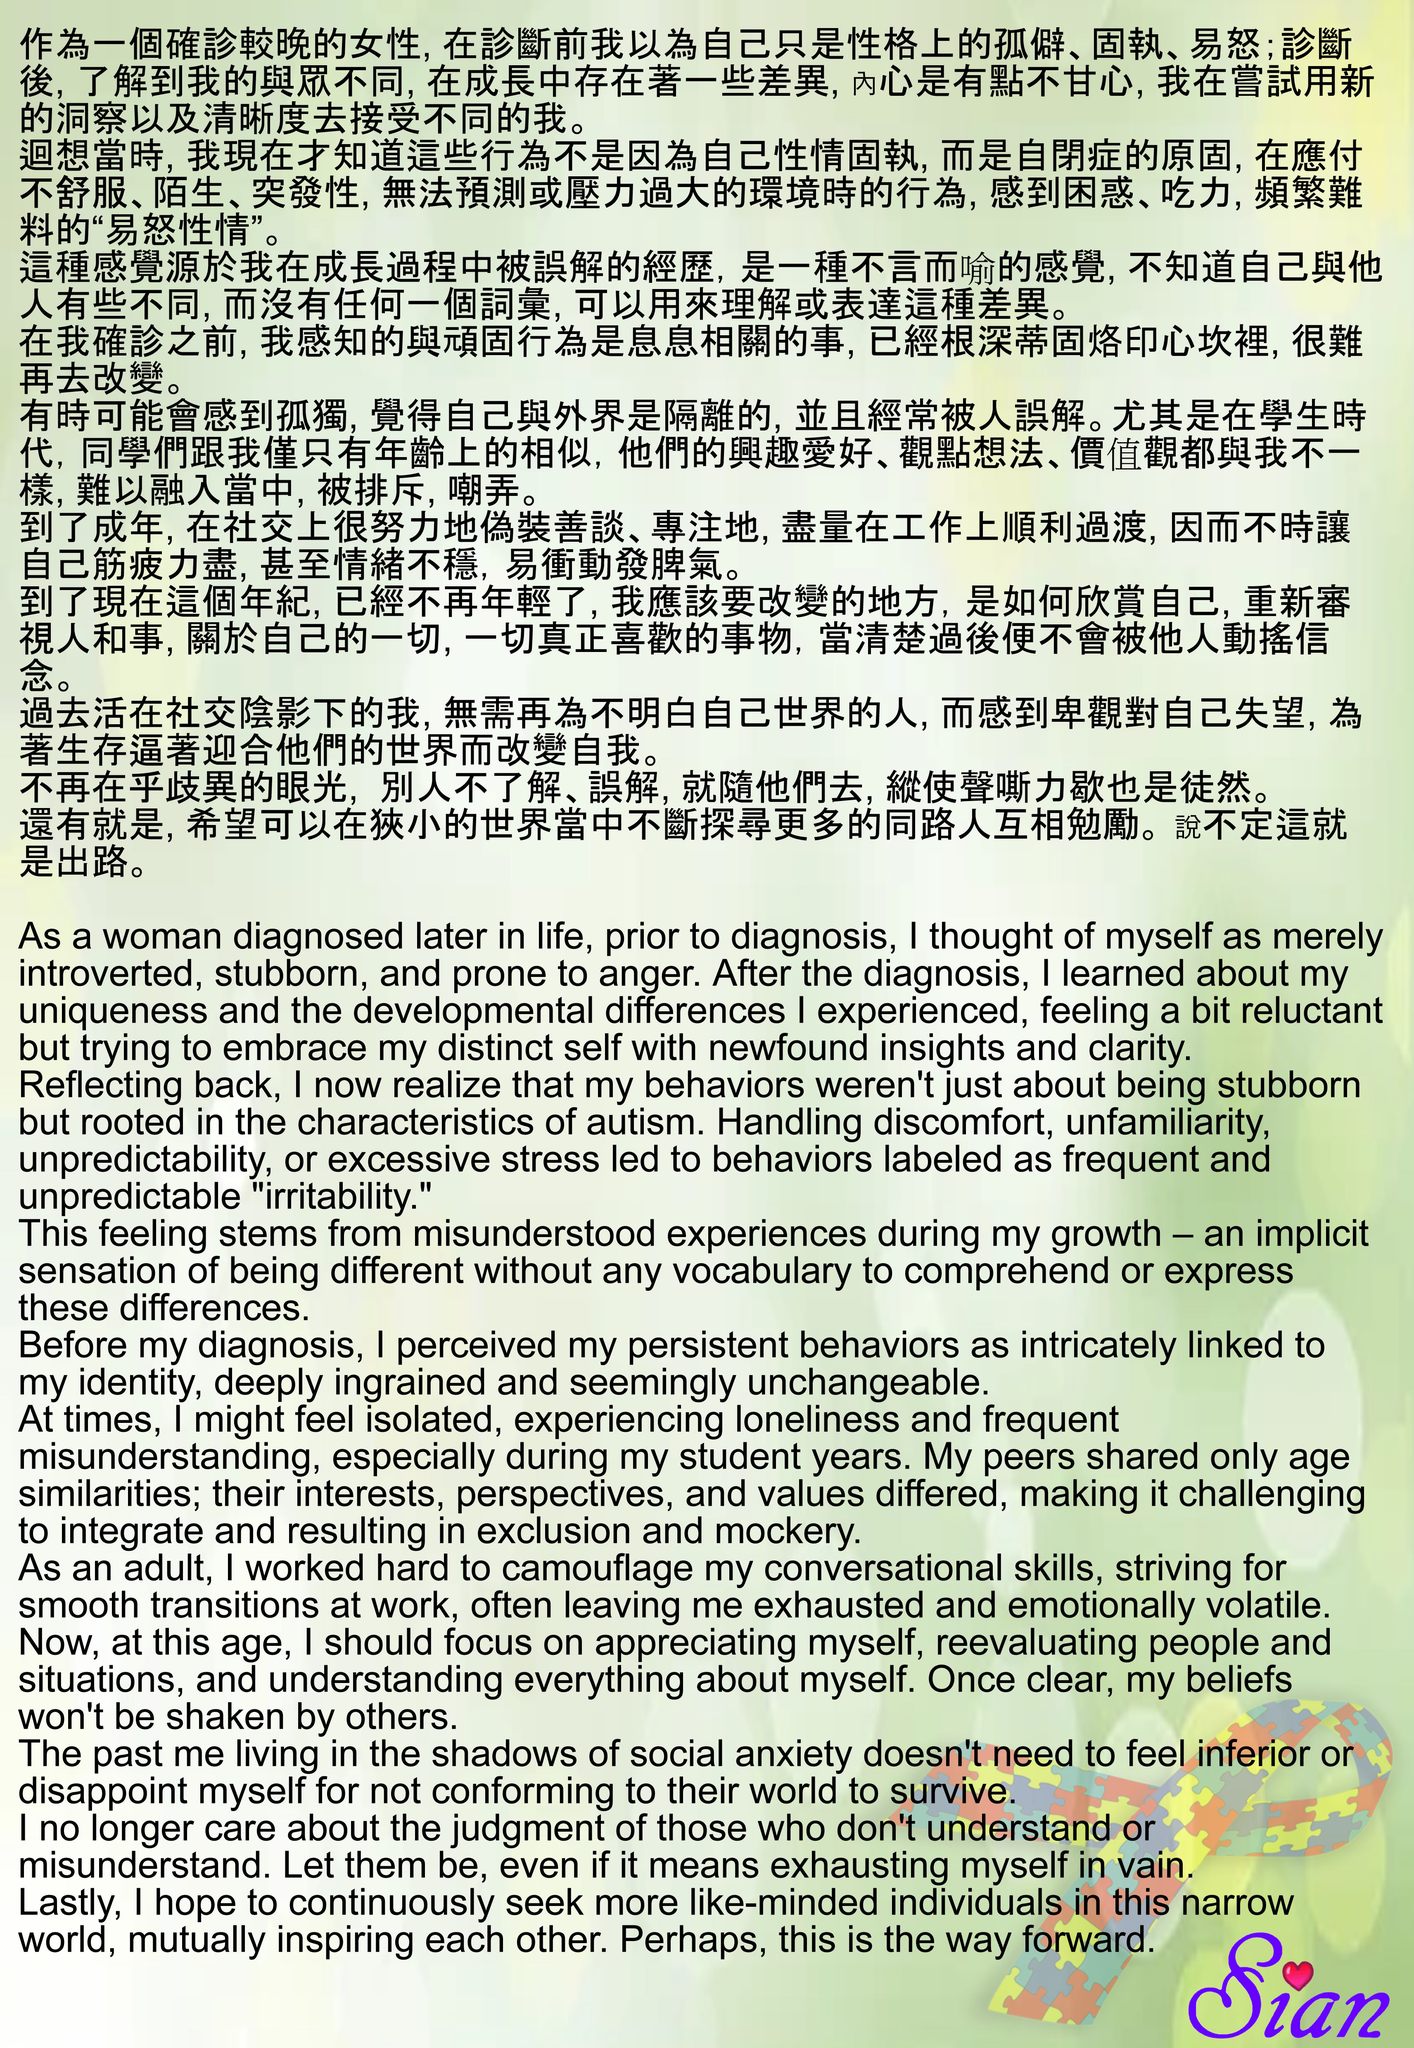 作為一個確診較晚的女性, 在診斷前我以為自己只是性格上的孤僻、固執、易怒；診斷
後, 了解到我的與眾不同, 在成長中存在著一些差異, 內心是有點不甘心, 我在嘗試用新
的洞察以及清晰度去接受不同的我。
迴想當時, 我現在才知道這些行為不是因為自己性情固執, 而是自閉症的原固, 在應付
不舒服、陌生、突發性, 無法預測或壓力過大的環境時的行為, 感到困惑、吃力, 頻繁難
料的“易怒性情”。
這種感覺源於我在成長過程中被誤解的經歷, 是一種不言而喻的感覺, 不知道自己與他
人有些不同, 而沒有任何一個詞彙, 可以用來理解或表達這種差異。
在我確診之前, 我感知的與頑固行為是息息相關的事, 已經根深蒂固烙印心坎裡, 很難
再去改變。
有時可能會感到孤獨, 覺得自己與外界是隔離的, 並且經常被人誤解。尤其是在學生時
代, 同學們跟我僅只有年齡上的相似, 他們的興趣愛好、觀點想法、價值觀都與我不一
樣, 難以融入當中, 被排斥, 嘲弄。
到了成年, 在社交上很努力地偽裝善談、專注地, 盡量在工作上順利過渡, 因而不時讓
自己筋疲力盡, 甚至情緒不穩, 易衝動發脾氣。
到了現在這個年紀, 已經不再年輕了, 我應該要改變的地方, 是如何欣賞自己, 重新審
視人和事, 關於自己的一切, 一切真正喜歡的事物, 當清楚過後便不會被他人動搖信
念。
過去活在社交陰影下的我, 無需再為不明白自己世界的人, 而感到卑觀對自己失望, 為
著生存逼著迎合他們的世界而改變自我。
不再在乎歧異的眼光, 別人不了解、誤解, 就隨他們去, 縱使聲嘶力歇也是徒然。
還有就是, 希望可以在狹小的世界當中不斷探尋更多的同路人互相勉勵。說不定這就
是出路。
As a woman diagnosed later in life, prior to diagnosis, I thought of myself as merely
introverted, stubborn, and prone to anger. After the diagnosis, I learned about my
uniqueness and the developmental differences I experienced, feeling a bit reluctant
but trying to embrace my distinct self with newfound insights and clarity.
Reflecting back, I now realize that my behaviors weren't just about being stubborn
but rooted in the characteristics of autism. Handling discomfort, unfamiliarity,
unpredictability, or excessive stress led to behaviors labeled as frequent and
unpredictable "irritability."
This feeling stems from misunderstood experiences during my growth – an implicit
sensation of being different without any vocabulary to comprehend or express
these differences.
Before my diagnosis, I perceived my persistent behaviors as intricately linked to
my identity, deeply ingrained and seemingly unchangeable.
At times, I might feel isolated, experiencing loneliness and frequent
misunderstanding, especially during my student years. My peers shared only age
similarities; their interests, perspectives, and values differed, making it challenging
to integrate and resulting in exclusion and mockery.
As an adult, I worked hard to camouflage my conversational skills, striving for
smooth transitions at work, often leaving me exhausted and emotionally volatile.
Now, at this age, I should focus on appreciating myself, reevaluating people and
situations, and understanding everything about myself. Once clear, my beliefs
won't be shaken by others.
The past me living in the shadows of social anxiety doesn't need to feel inferior or
disappoint myself for not conforming to their world to survive.
I no longer care about the judgment of those who don't understand or
misunderstand. Let them be, even if it means exhausting myself in vain.
Lastly, I hope to continuously seek more like-minded individuals in this narrow
world, mutually inspiring each other. Perhaps, this is the way forward.
Sian